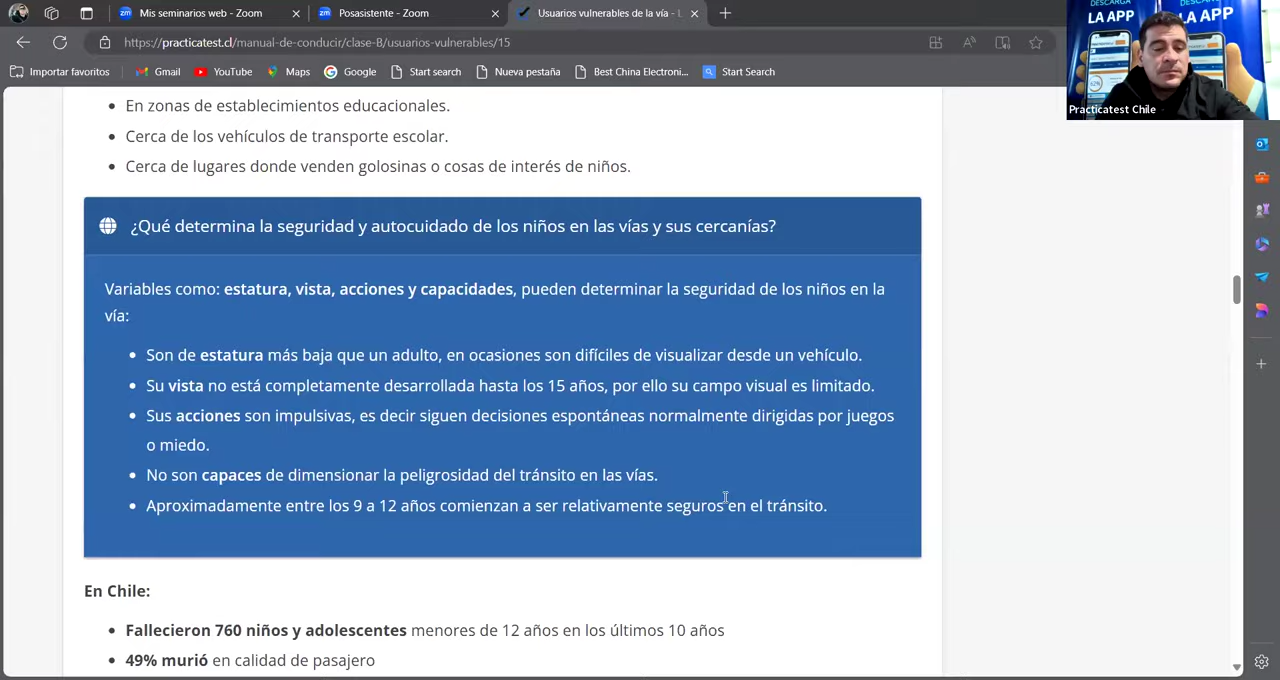 Mis seminarios web - Zoom
Posasistente - Zoom
Usuarios vulnerables de la vía - L
https://practicatest.cl/manual-de-conducir/clase-B/usuarios-vulnerables/15
Importar favoritos
Gmail
YouTube
Maps
Google
Start search
Nueva pestaña
Best China Electroni...
Start Search
DESCARGA
LA APP
DESCARGA
LA APP
Practicatest Chile
En zonas de establecimientos educacionales.
Cerca de los vehículos de transporte escolar.
Cerca de lugares donde venden golosinas o cosas de interés de niños.
¿Qué determina la seguridad y autocuidado de los niños en las vías y sus cercanías?
Variables como: estatura, vista, acciones y capacidades, pueden determinar la seguridad de los niños en la
vía:
Son de estatura más baja que un adulto, en ocasiones son difíciles de visualizar desde un vehículo.
Su vista no está completamente desarrollada hasta los 15 años, por ello su campo visual es limitado.
Sus acciones son impulsivas, es decir siguen decisiones espontáneas normalmente dirigidas por juegos
o miedo.
No son capaces de dimensionar la peligrosidad del tránsito en las vías.
Aproximadamente entre los 9 a 12 años comienzan a ser relativamente seguros en el tránsito.
En Chile:
Fallecieron 760 niños y adolescentes menores de 12 años en los últimos 10 años
49% murió en calidad de pasajero